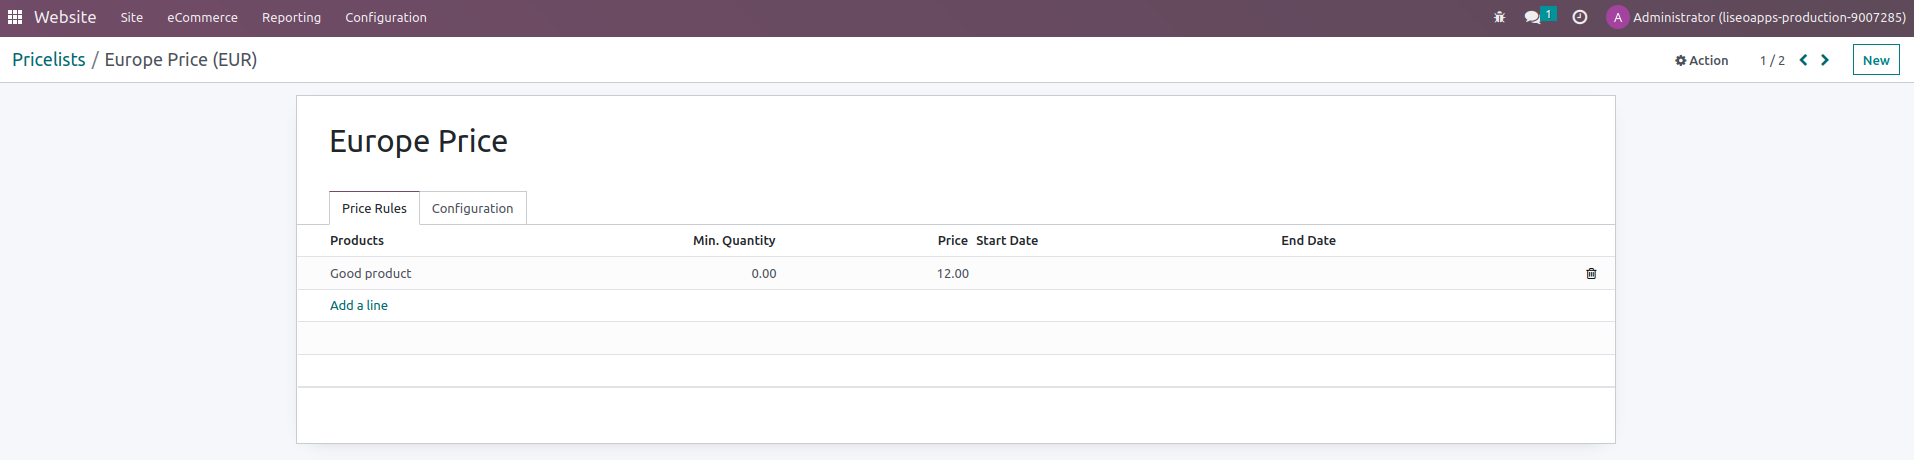 Website Site eCommerce Reporting Configuration 1 A Administrator (liseoapps-production-9007285)
Pricelists / Europe Price (EUR) Action 1 / 2 New
Europe Price
Price Rules Configuration
Products Min. Quantity Price Start Date End Date
Good product 0.00 12.00
Add a line